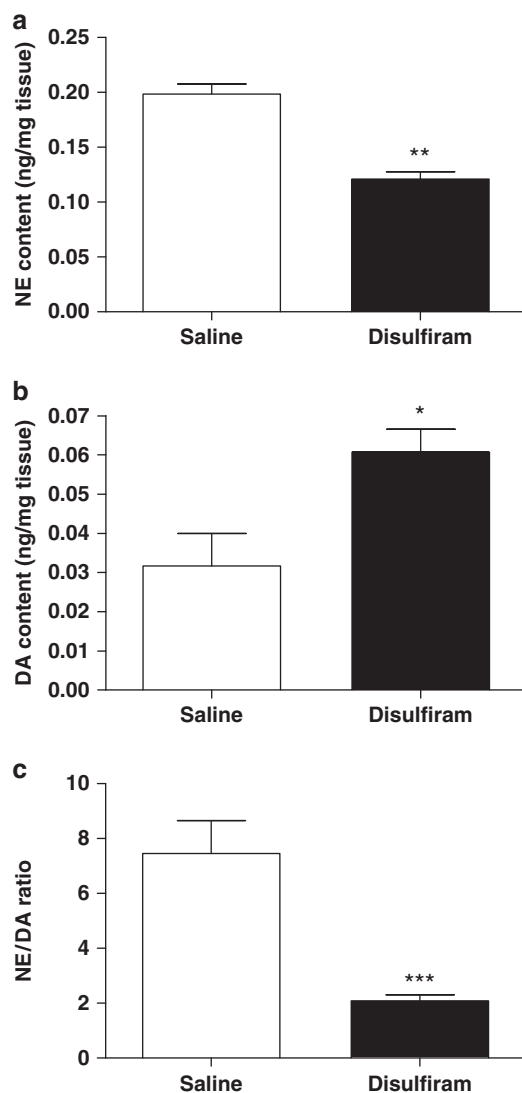 a
NE content (ng/mg tissue)
0.25
0.20
0.15
0.10
0.05
0.00
**
Saline Disulfiram
b
DA content (ng/mg tissue)
0.07
0.06
0.05
0.04
0.03
0.02
0.01
0.00
*
Saline Disulfiram
c
NE/DA ratio
10
8
6
4
2
0
***
Saline Disulfiram